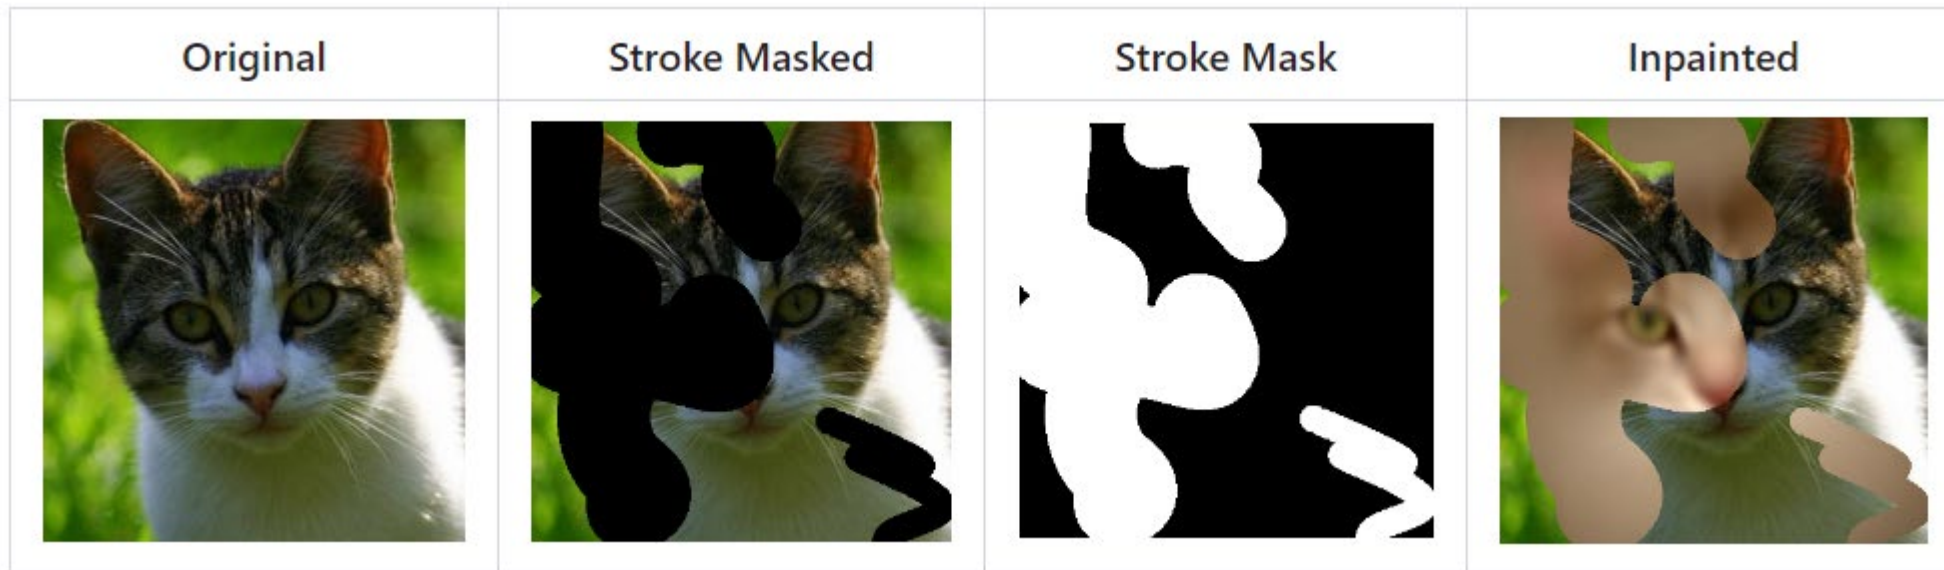 Original
Stroke Masked
Stroke Mask
Inpainted